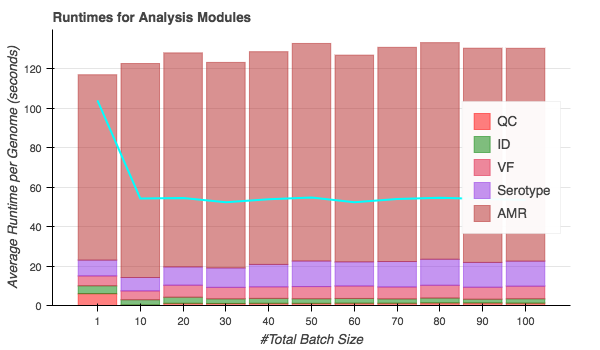 Runtimes for Analysis Modules
Average Runtime per Genome (seconds)
120
100
80
60
40
20
0
QC
ID
VF
Serotype
AMR
1 10 20 30 40 50 60 70 80 90 100
#Total Batch Size